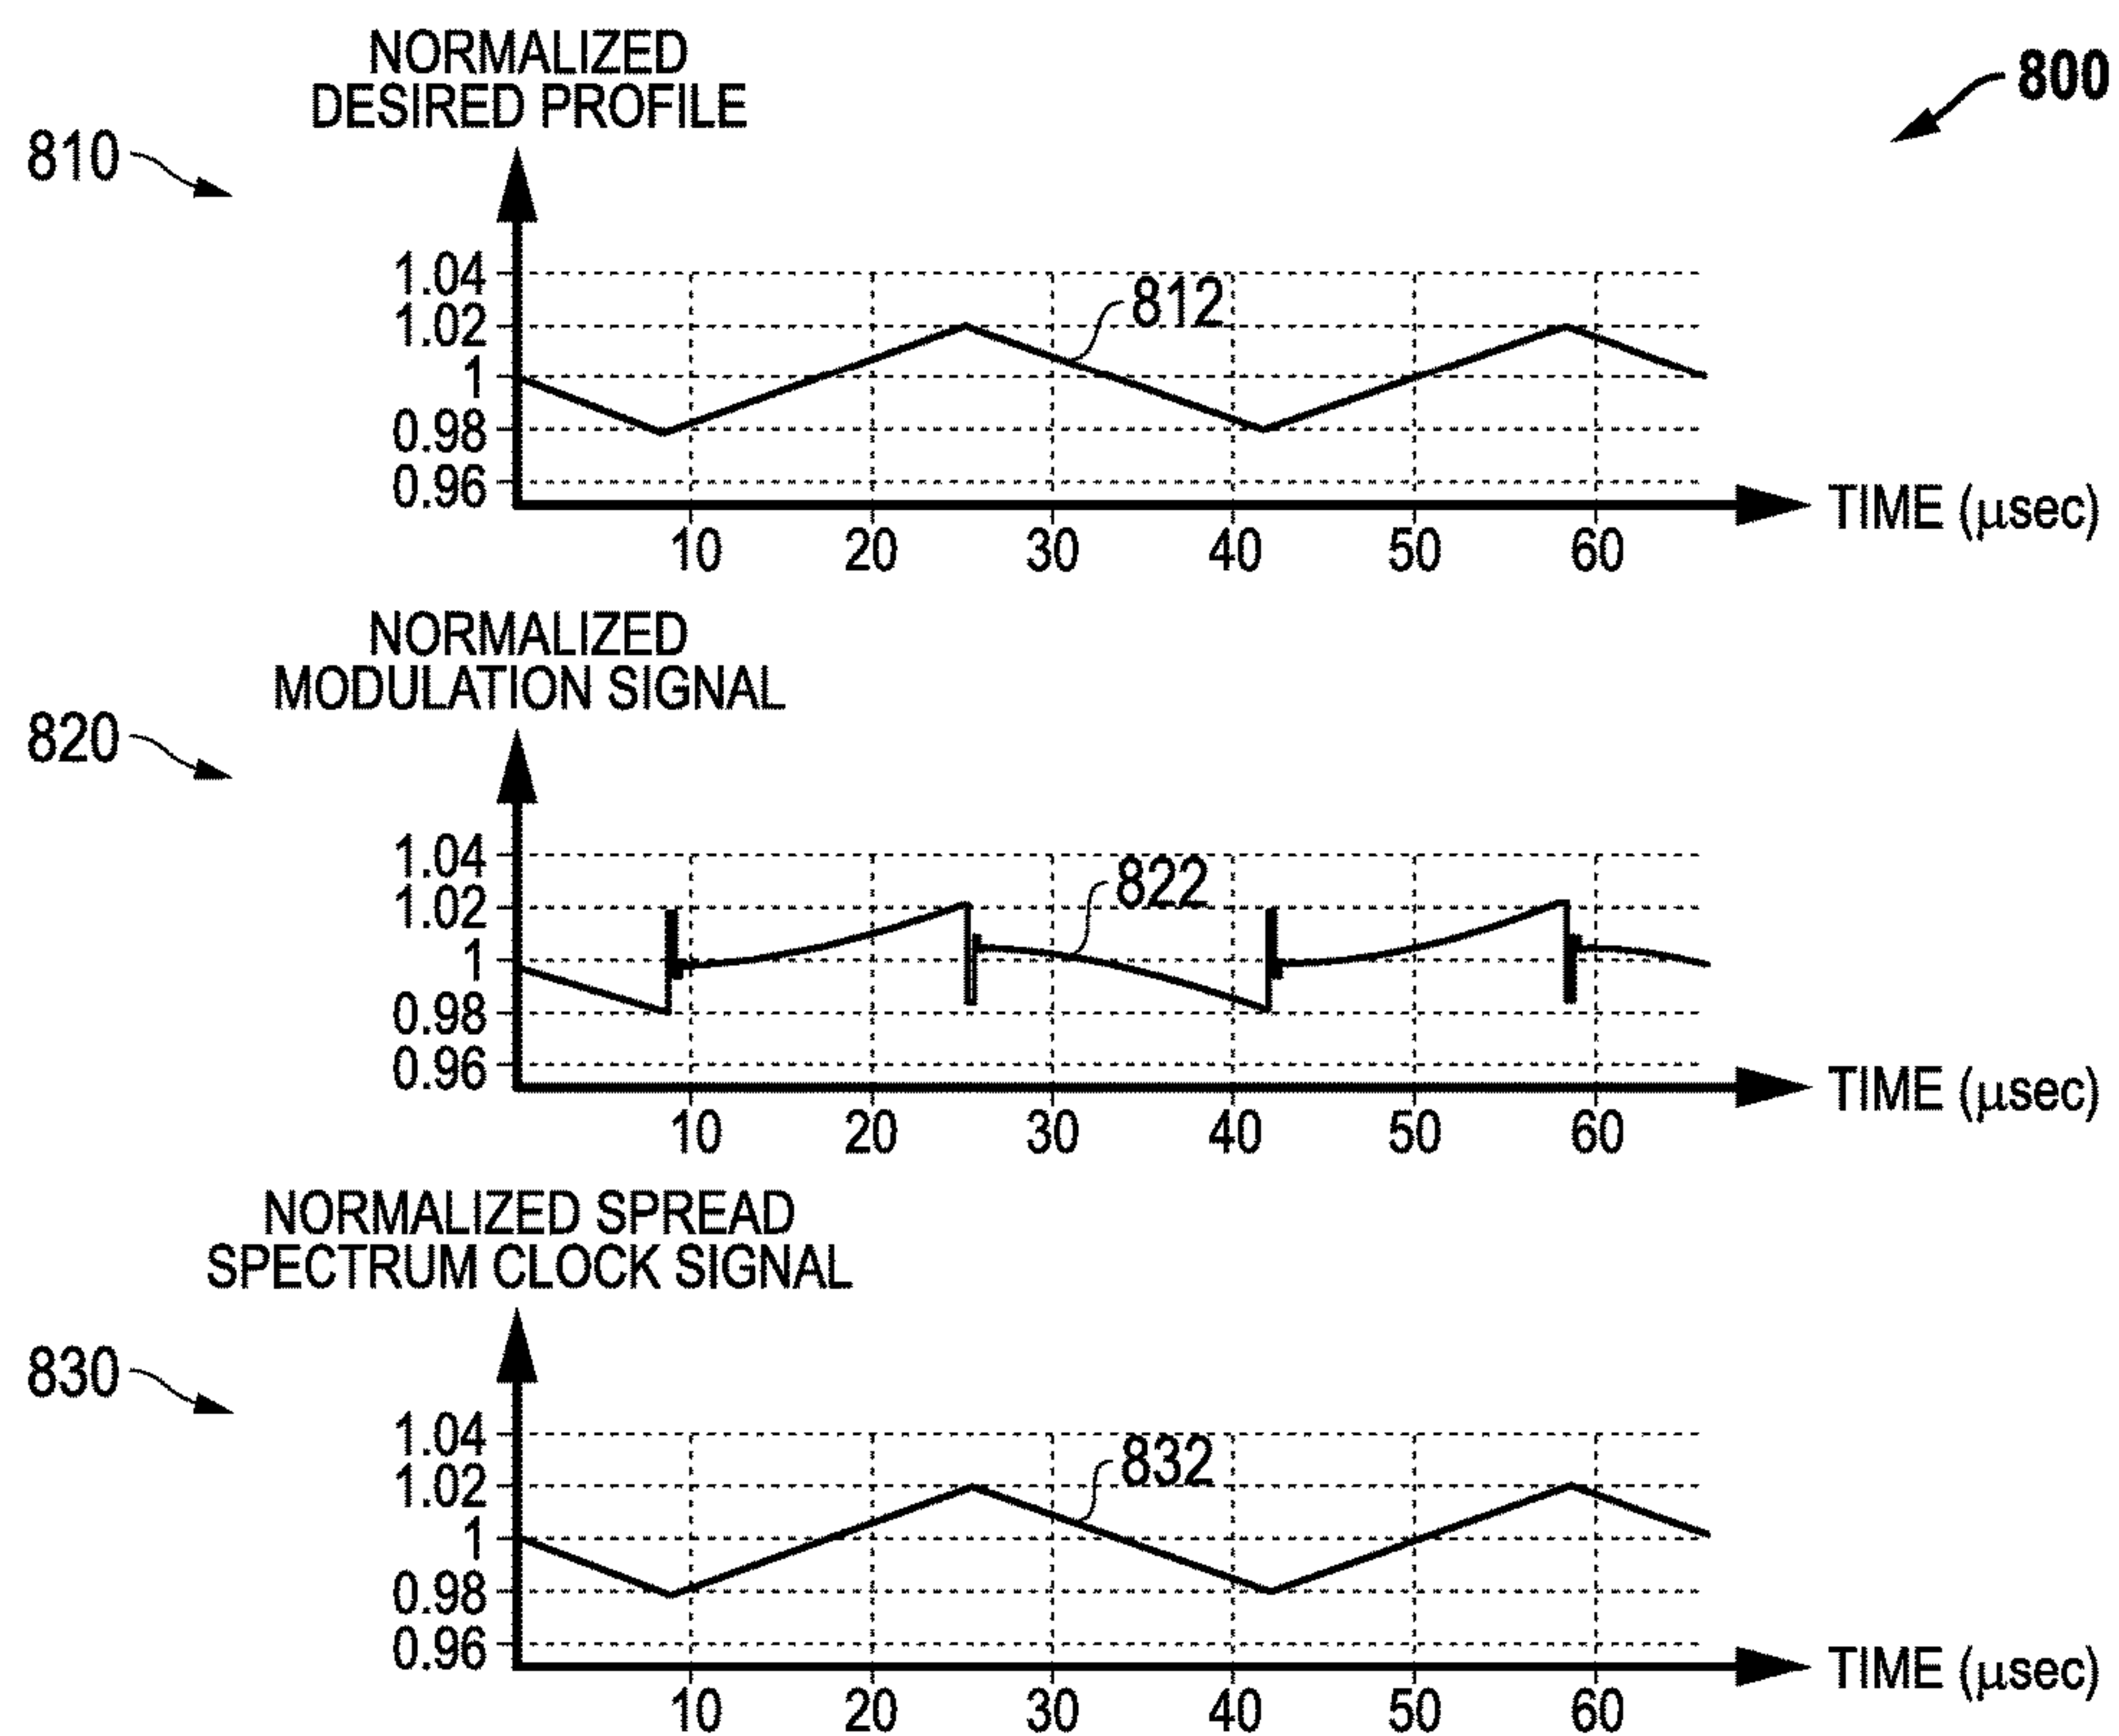 800
NORMALIZED
DESIRED PROFILE
810
1.04
1.02
1
0.98
0.96
812
TIME (μsec)
10 20 30 40 50 60
NORMALIZED
MODULATION SIGNAL
820
1.04
1.02
1
0.98
0.96
822
TIME (μsec)
10 20 30 40 50 60
NORMALIZED SPREAD
SPECTRUM CLOCK SIGNAL
830
1.04
1.02
1
0.98
0.96
832
TIME (μsec)
10 20 30 40 50 60